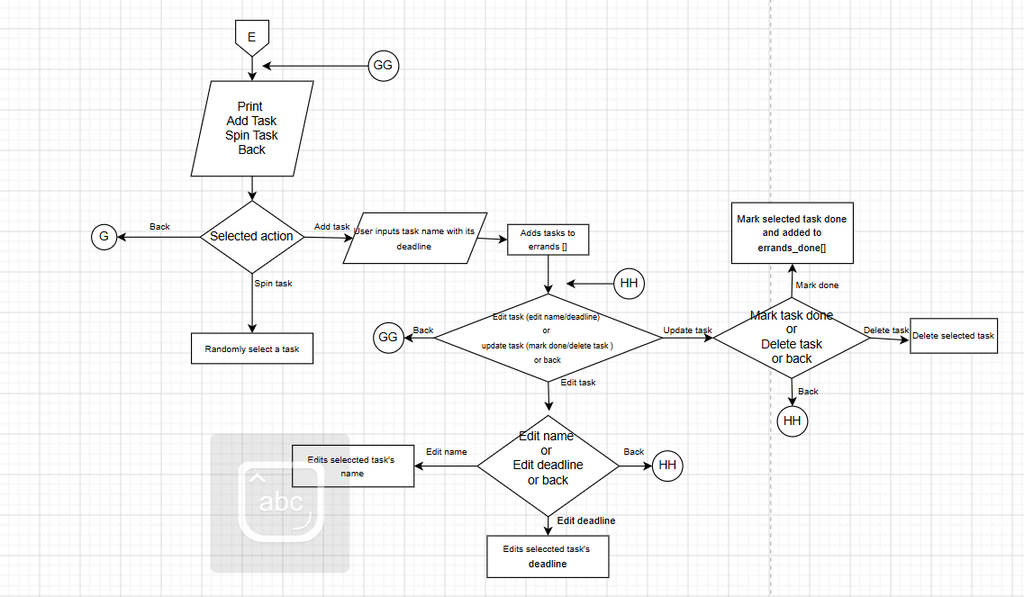 E
GG
Print
Add Task
Spin Task
Back
Back
G
Selected action
Add task
User inputs task name with its
deadline
Adds tasks to
errands []
Spin task
Randomly select a task
HH
Edit task (edit name/deadline)
or
update task (mark done/delete task )
or back
Back
GG
Update task
Mark selected task done
and added to
errands_done[]
Mark done
Mark task done
or
Delete task
or back
Delete task
Delete selected task
Back
HH
Edit task
Edit name
or
Edit deadline
or back
Edit name
Edits seleccted task's
name
Back
HH
Edit deadline
Edits seleccted task's
deadline
abc